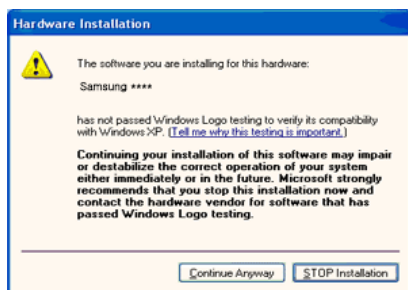 Hardware Installation
The software you are installing for this hardware:
Samsung ****
has not passed Windows Logo testing to verify its compatibility
with Windows XP. (Tell me why this testing is important.)
Continuing your installation of this software may impair
or destabilize the correct operation of your system
either immediately or in the future. Microsoft strongly
recommends that you stop this installation now and
contact the hardware vendor for software that has
passed Windows Logo testing.
Continue Anyway
STOP Installation